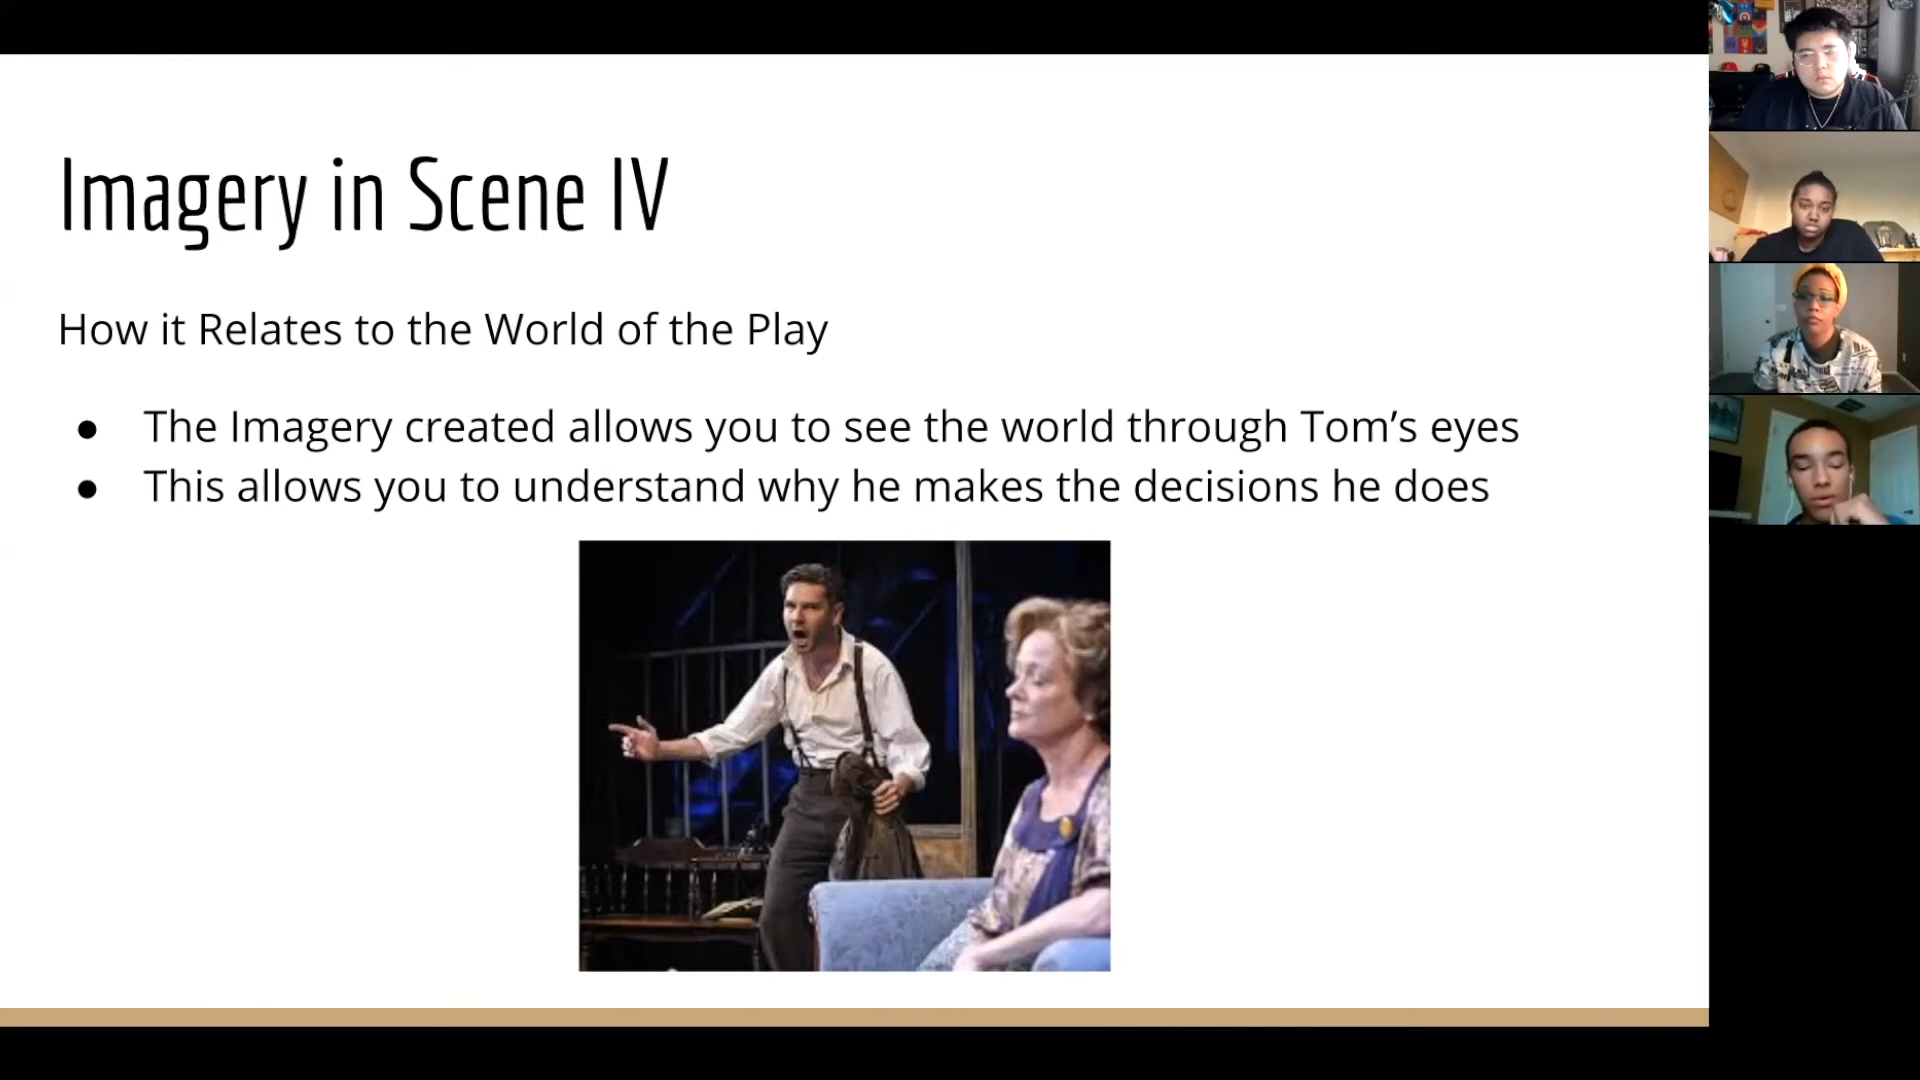 Imagery in Scene IV
How it Relates to the World of the Play
● The Imagery created allows you to see the world through Tom’s eyes
● This allows you to understand why he makes the decisions he does